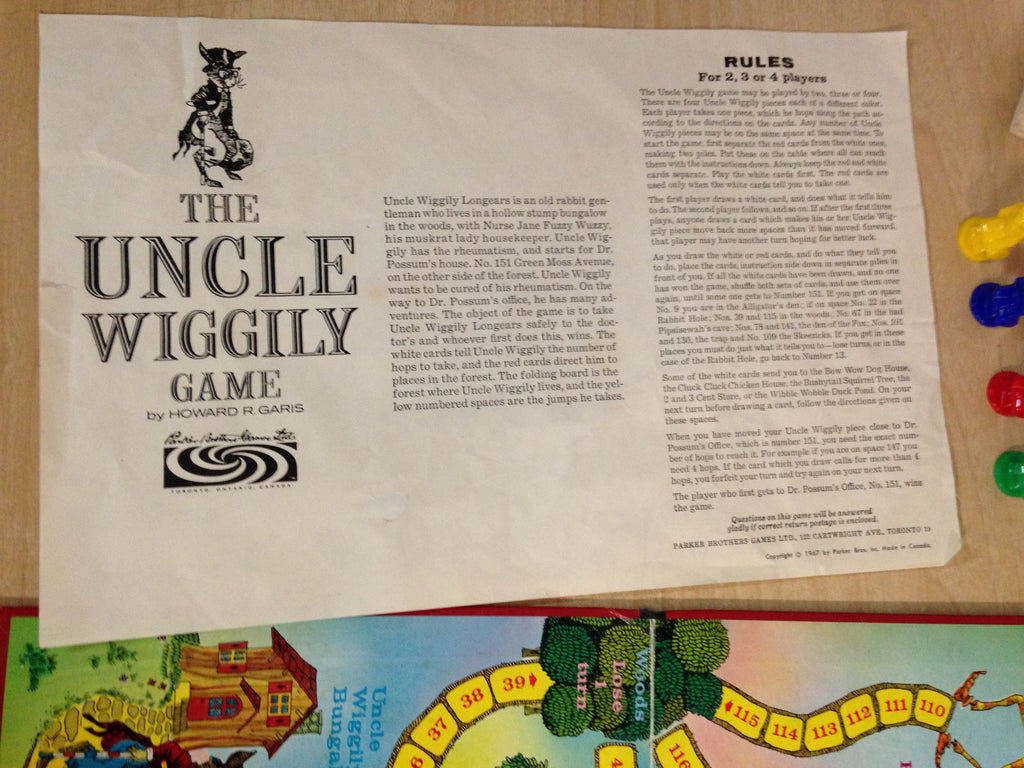 THE
UNCLE
WIGGILY
GAME
by HOWARD R. GARIS
Parker Brothers Games Ltd.
TORONTO, ONTARIO, CANADA
Uncle Wiggily Longears is an old rabbit gen-
tleman who lives in a hollow stump bungalow
in the woods, with Nurse Jane Fuzzy Wuzzy,
his muskrat lady housekeeper. Uncle Wig-
gily has the rheumatism, and starts for Dr.
Possum's house. No. 151 Green Moss Avenue,
on the other side of the forest. Uncle Wiggily
wants to be cured of his rheumatism. On the
way to Dr. Possum's office, he has many ad-
ventures. The object of the game is to take
Uncle Wiggily Longears safely to the doc-
tor's and whoever first does this, wins. The
white cards tell Uncle Wiggily the number of
hops to take, and the red cards direct him to
places in the forest. The folding board is the
forest where Uncle Wiggily lives, and the yel-
low numbered spaces are the jumps he takes.
RULES
For 2, 3 or 4 players
The Uncle Wiggily game may be played by two, three or four.
There are four Uncle Wiggily pieces each of a different color.
Each player takes one piece, which he hops along the path ac-
cording to the directions on the cards. Any number of Uncle
Wiggily pieces may be on the same space at the same time. To
start the game, first separate the red cards from the white ones,
making two piles. Put these on the table where all can reach
them with the instructions down. Always keep the red and white
cards separate. Play the white cards first. The red cards are
used only when the white cards tell you to take one.
The first player draws a white card, and does what it tells him
to do. The second player follows, and so on. If after the first three
plays, anyone draws a card which makes his or her Uncle Wig-
gily piece move back more spaces than it has moved forward,
that player may have another turn hoping for better luck.
As you draw the white or red cards, and do what they tell you
to do, place the cards, instruction side down in separate piles in
front of you. If all the white cards have been drawn, and no one
has won the game, shuffle both sets of cards, and use them over
again, until some one gets to Number 151. If you get on space
No. 9 you are in the Alligator's den; if on space No. 22 in the
Rabbit Hole; Nos. 39 and 115 in the woods; No. 67 in the bad
Pipsisewah's cave; Nos. 78 and 141, the den of the Fox; Nos. 101
and 130, the trap and No. 109 the Skeezicks. If you get in these
places you must do just what it tells you to—lose turns, or in the
case of the Rabbit Hole, go back to Number 13.
Some of the white cards send you to the Bow Wow Dog House,
the Cluck Cluck Chicken House, the Bushytail Squirrel Tree, the
2 and 3 Cent Store, or the Wibble Wobble Duck Pond. On your
next turn before drawing a card, follow the directions given on
these spaces.
When you have moved your Uncle Wiggily piece close to Dr.
Possum's Office, which is number 151, you need the exact num-
ber of hops to reach it. For example if you are on space 147 you
need 4 hops. If the card which you draw calls for more than 4
hops, you forfeit your turn and try again on your next turn.
The player who first gets to Dr. Possum's Office, No. 151, wins
the game.
Questions on this game will be answered
gladly if correct return postage is enclosed.
PARKER BROTHERS GAMES LTD., 122 CARTWRIGHT AVE., TORONTO 19
Copyright © 1967 by Parker Bros. Inc. Made in Canada.
Uncle
Wiggil
Bunga
37
38
39
Woods
Lose
1
turn
115
114
113
112
111
110
116
4